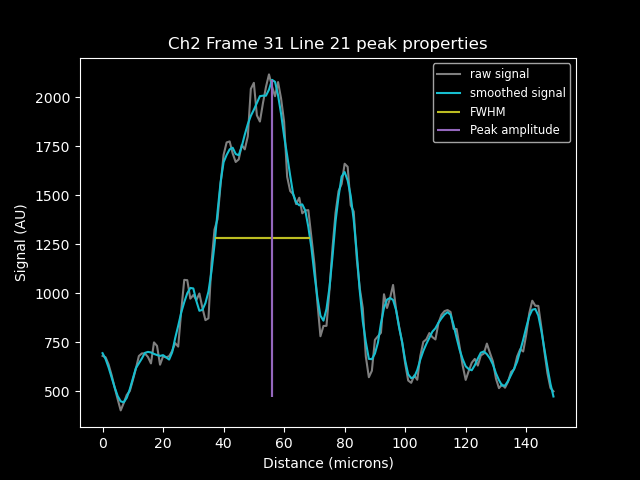 Ch2 Frame 31 Line 21 peak properties
raw signal
smoothed signal
FWHM
Peak amplitude
2000
1750
1500
1250
1000
750
500
Signal (AU)
0 20 40 60 80 100 120 140
Distance (microns)